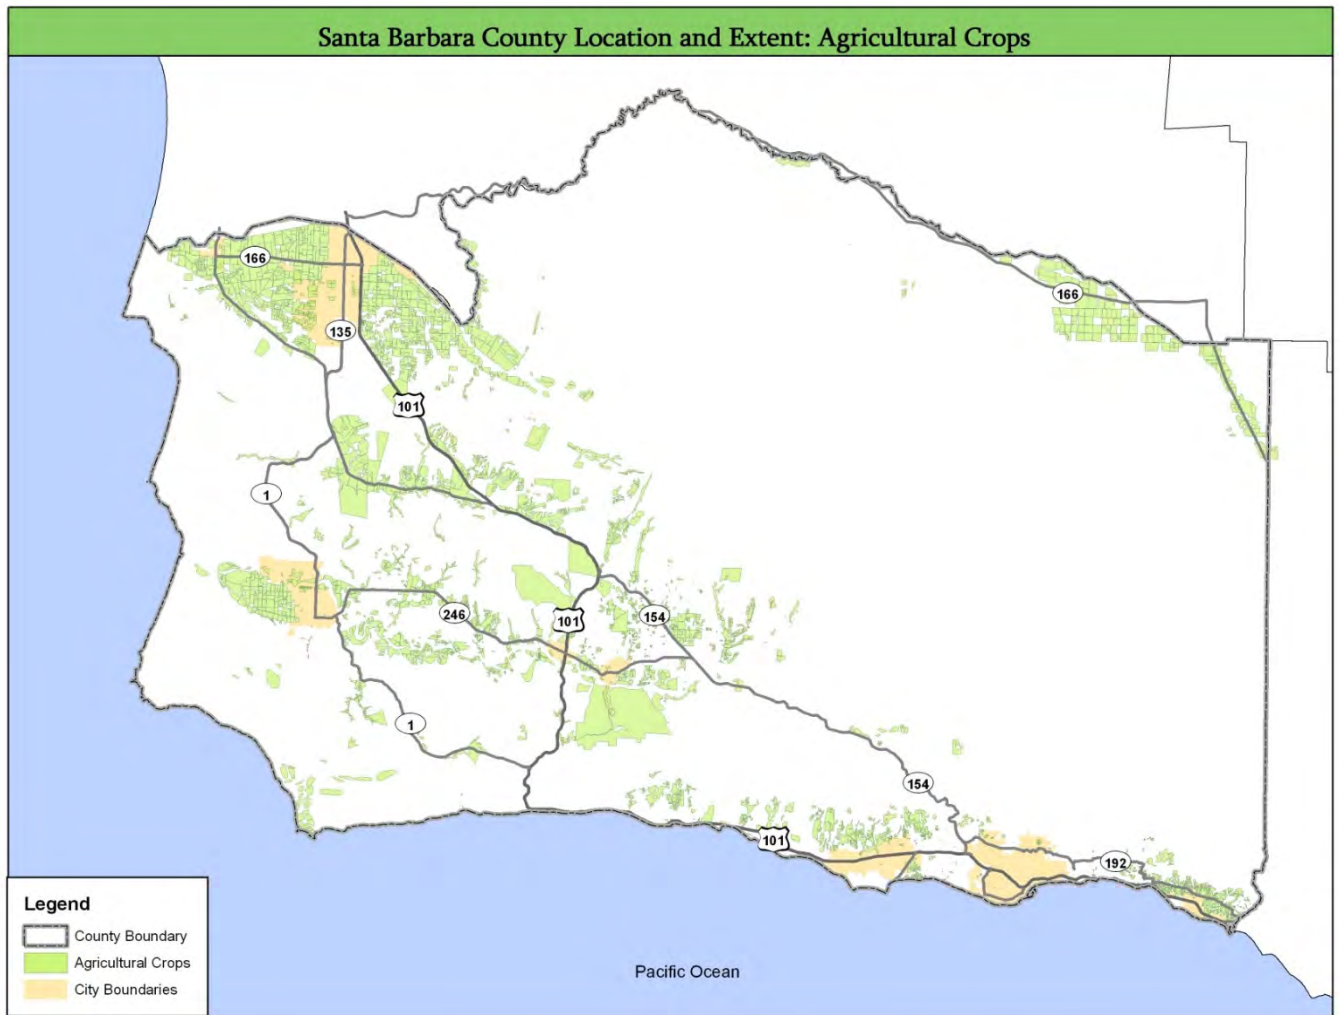 Santa Barbara County Location and Extent: Agricultural Crops
166
166
135
101
1
246
101
154
1
154
101
192
Legend
County Boundary
Agricultural Crops
City Boundaries
Pacific Ocean